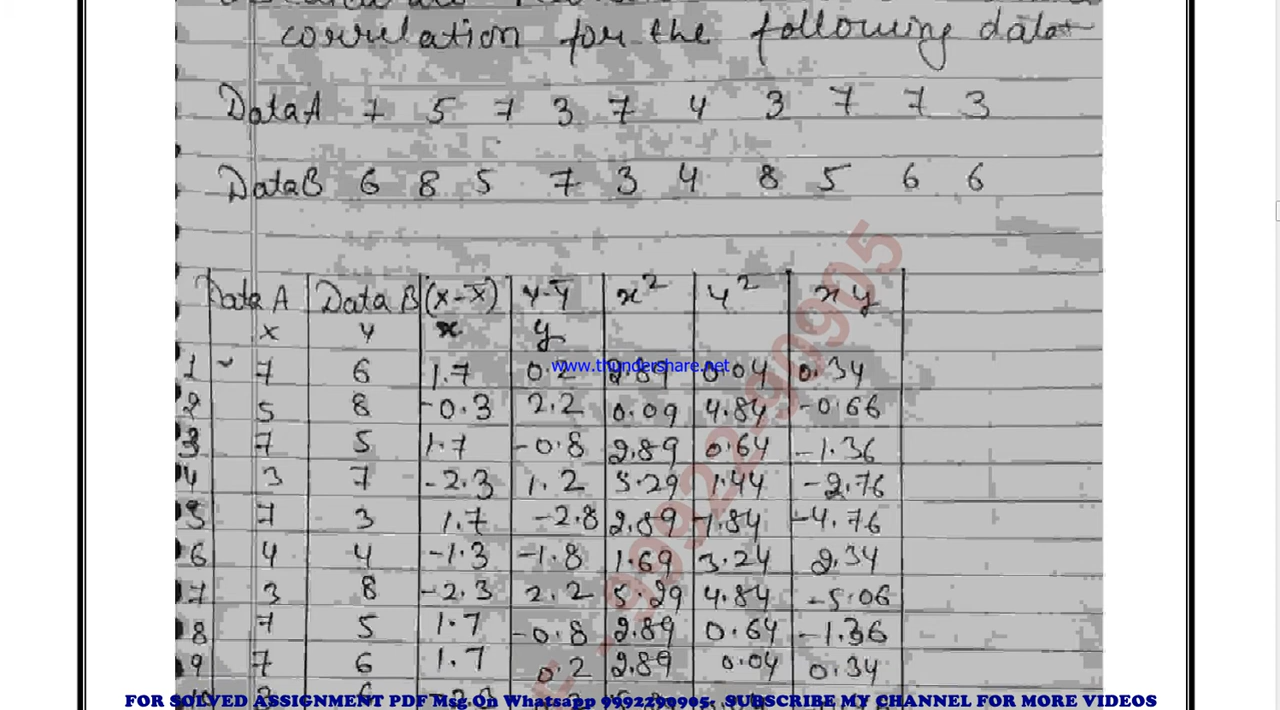 correlation for the following data
Data A 7 5 7 3 7 4 3 7 7 3
Data B 6 8 5 7 3 4 8 5 6 6
Data A Data B (x-x̄) y-ȳ x² y² xy
x y x y
1 7 6 1.7 0.2 2.89 0.04 0.34
www.thundershare.net
2 5 8 -0.3 2.2 0.09 4.84 -0.66
3 7 5 1.7 -0.8 2.89 0.64 -1.36
4 3 7 -2.3 1.2 5.29 1.44 -2.76
5 7 3 1.7 -2.8 2.89 7.84 -4.76
6 4 4 -1.3 -1.8 1.69 3.24 2.34
7 3 8 -2.3 2.2 5.29 4.84 -5.06
8 7 5 1.7 -0.8 2.89 0.64 -1.36
9 7 6 1.7 0.2 2.89 0.04 0.34
99922-90905
FOR SOLVED ASSIGNMENT PDF Msg On Whatsapp 9992290905. SUBSCRIBE MY CHANNEL FOR MORE VIDEOS